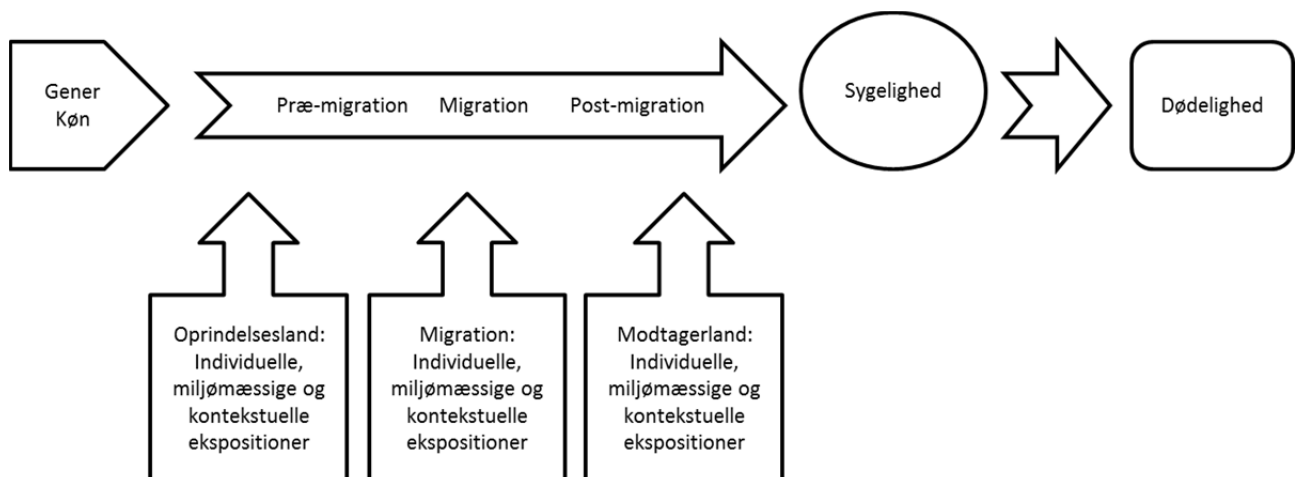 Gener
Køn
Præ-migration
Migration
Post-migration
Sygelighed
Dødelighed
Oprindelsesland:
Individuelle,
miljømæssige og
kontekstuelle
ekspositioner
Migration:
Individuelle,
miljømæssige og
kontekstuelle
ekspositioner
Modtagerland:
Individuelle,
miljømæssige og
kontekstuelle
ekspositioner